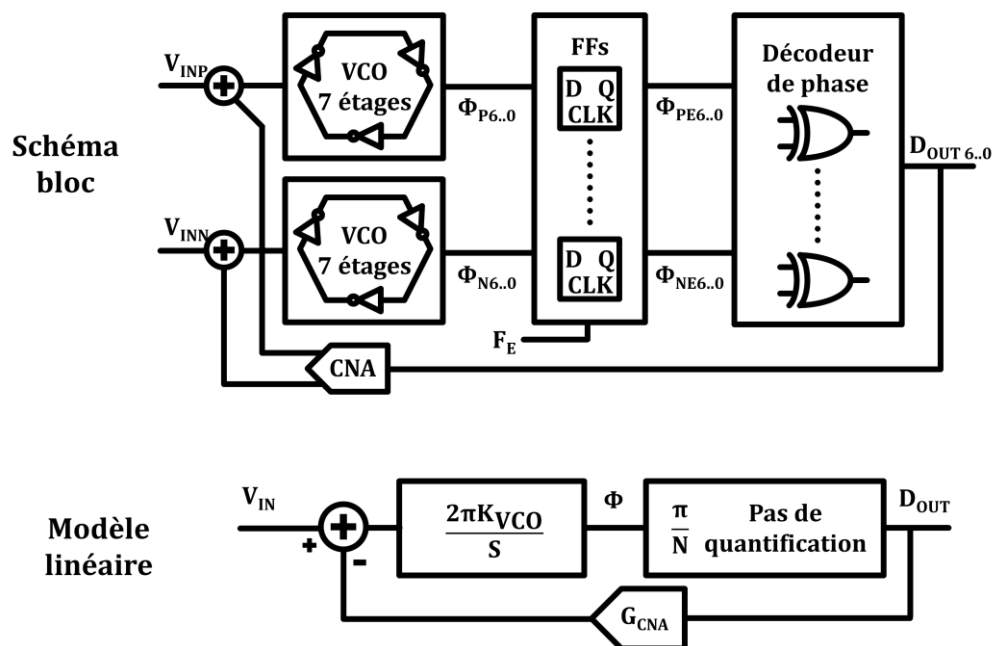 Schéma
bloc
V_INP
+
VCO
7 étages
Φ_P6..0
FFs
D Q
CLK
Φ_PE6..0
Décodeur
de phase
D_OUT 6..0
V_INN
+
VCO
7 étages
Φ_N6..0
D Q
CLK
Φ_NE6..0
F_E
CNA
Modèle
linéaire
V_IN
+
+
-
2πK_VCO
S
Φ
π
N
Pas de
quantification
D_OUT
G_CNA